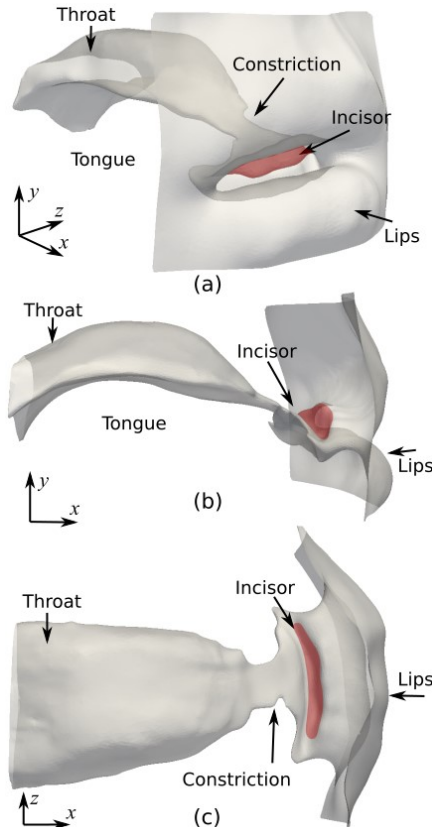 Throat
Constriction
Incisor
Tongue
y
z
x
Lips
(a)
Throat
Incisor
Tongue
Lips
y
x
(b)
Incisor
Throat
Lips
Constriction
z
x
(c)